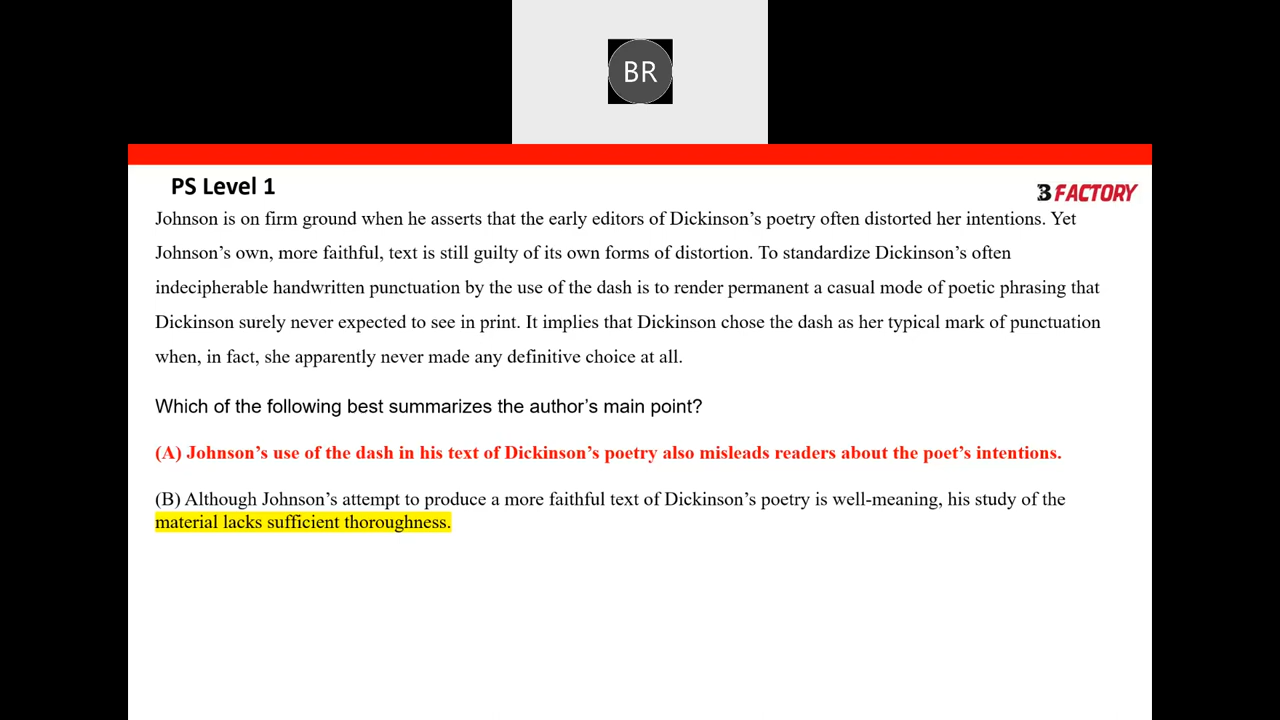 BR
PS Level 1
3 FACTORY
Johnson is on firm ground when he asserts that the early editors of Dickinson’s poetry often distorted her intentions. Yet
Johnson’s own, more faithful, text is still guilty of its own forms of distortion. To standardize Dickinson’s often
indecipherable handwritten punctuation by the use of the dash is to render permanent a casual mode of poetic phrasing that
Dickinson surely never expected to see in print. It implies that Dickinson chose the dash as her typical mark of punctuation
when, in fact, she apparently never made any definitive choice at all.
Which of the following best summarizes the author’s main point?
(A) Johnson’s use of the dash in his text of Dickinson’s poetry also misleads readers about the poet’s intentions.
(B) Although Johnson’s attempt to produce a more faithful text of Dickinson’s poetry is well-meaning, his study of the
material lacks sufficient thoroughness.